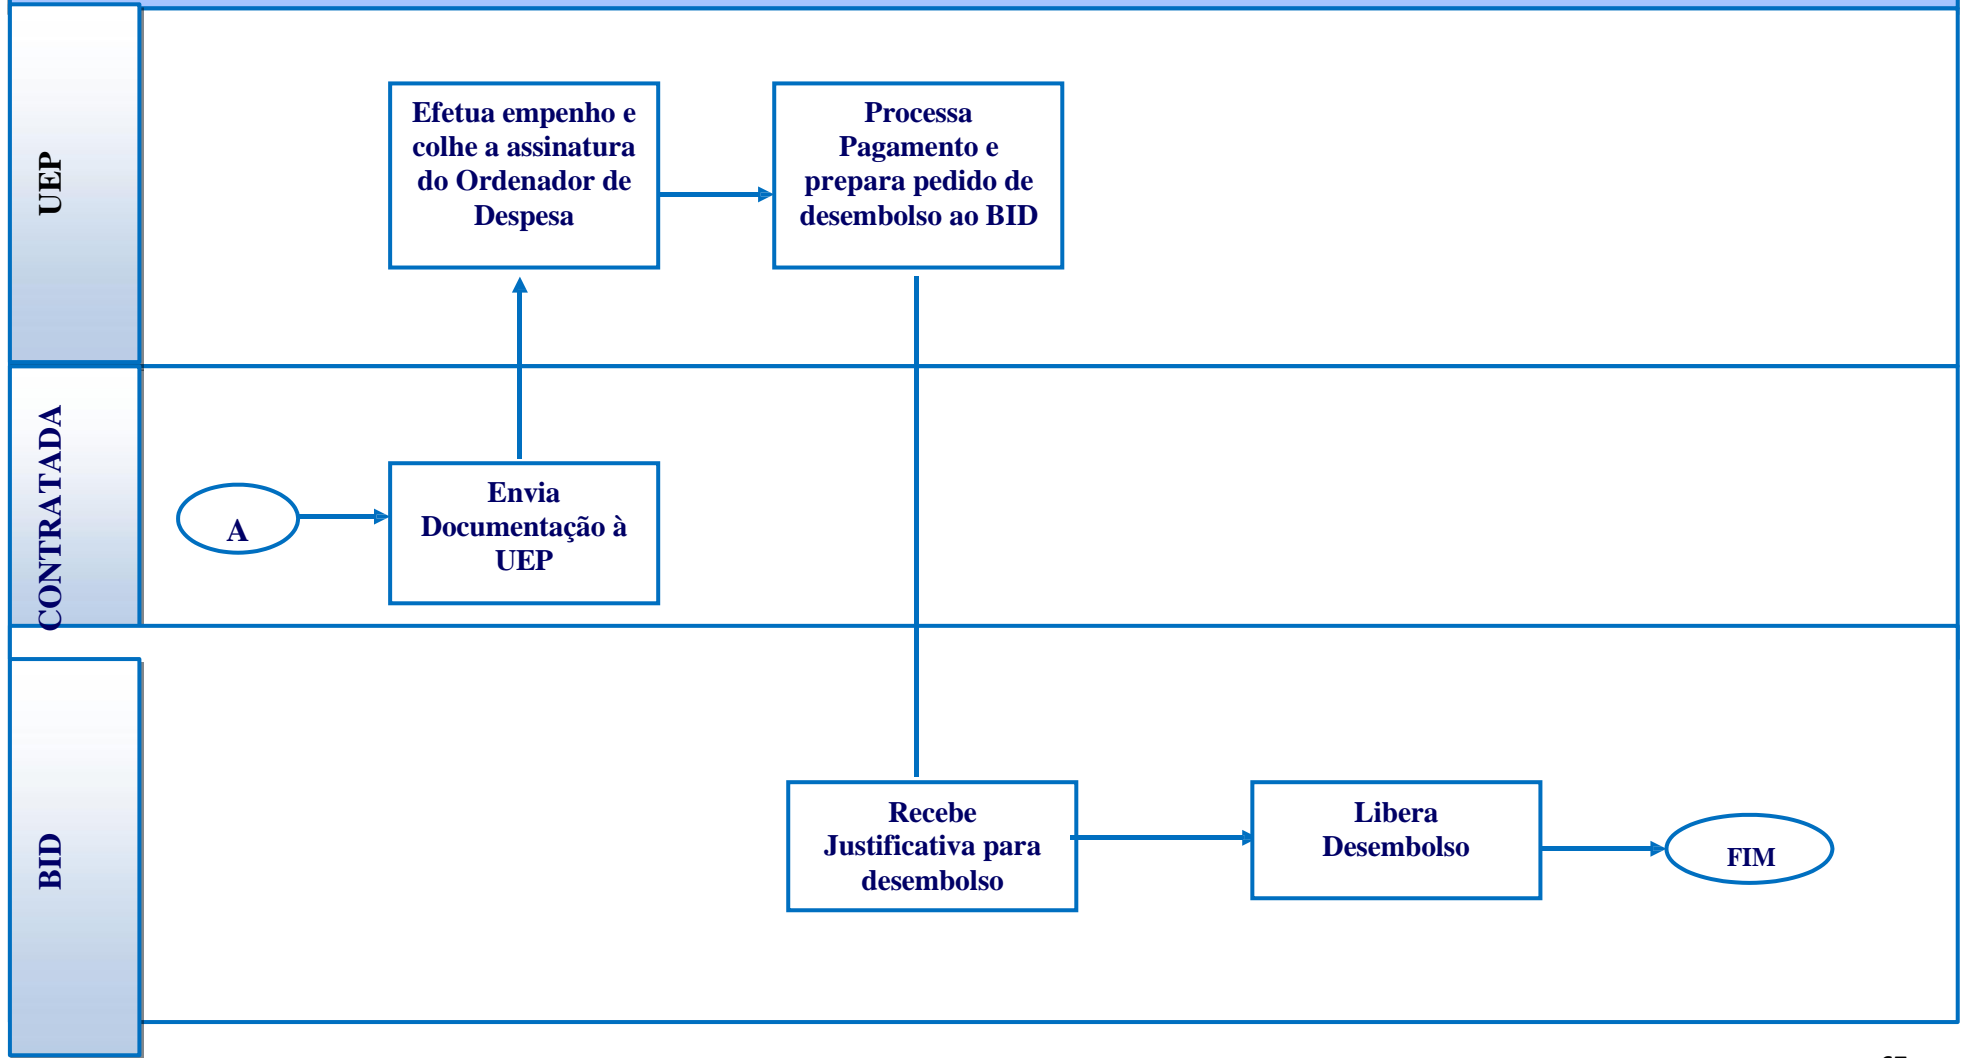 UEP
Efetua empenho e
colhe a assinatura
do Ordenador de
Despesa
Processa
Pagamento e
prepara pedido de
desembolso ao BID
CONTRATADA
A
Envia
Documentação à
UEP
BID
Recebe
Justificativa para
desembolso
Libera
Desembolso
FIM